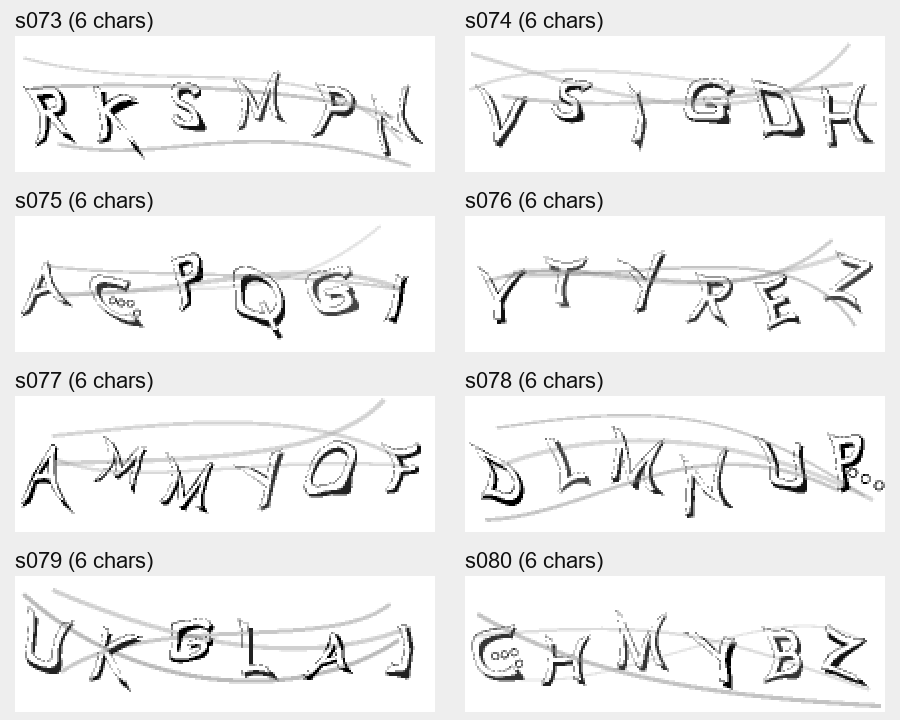 s073 (6 chars)
s074 (6 chars)
RKSMPN
VSIGDH
s075 (6 chars)
s076 (6 chars)
ACPQGI
YTYREZ
s077 (6 chars)
s078 (6 chars)
AMMYOF
DLMNUP
s079 (6 chars)
s080 (6 chars)
UKGLAJ
CHMYBZ